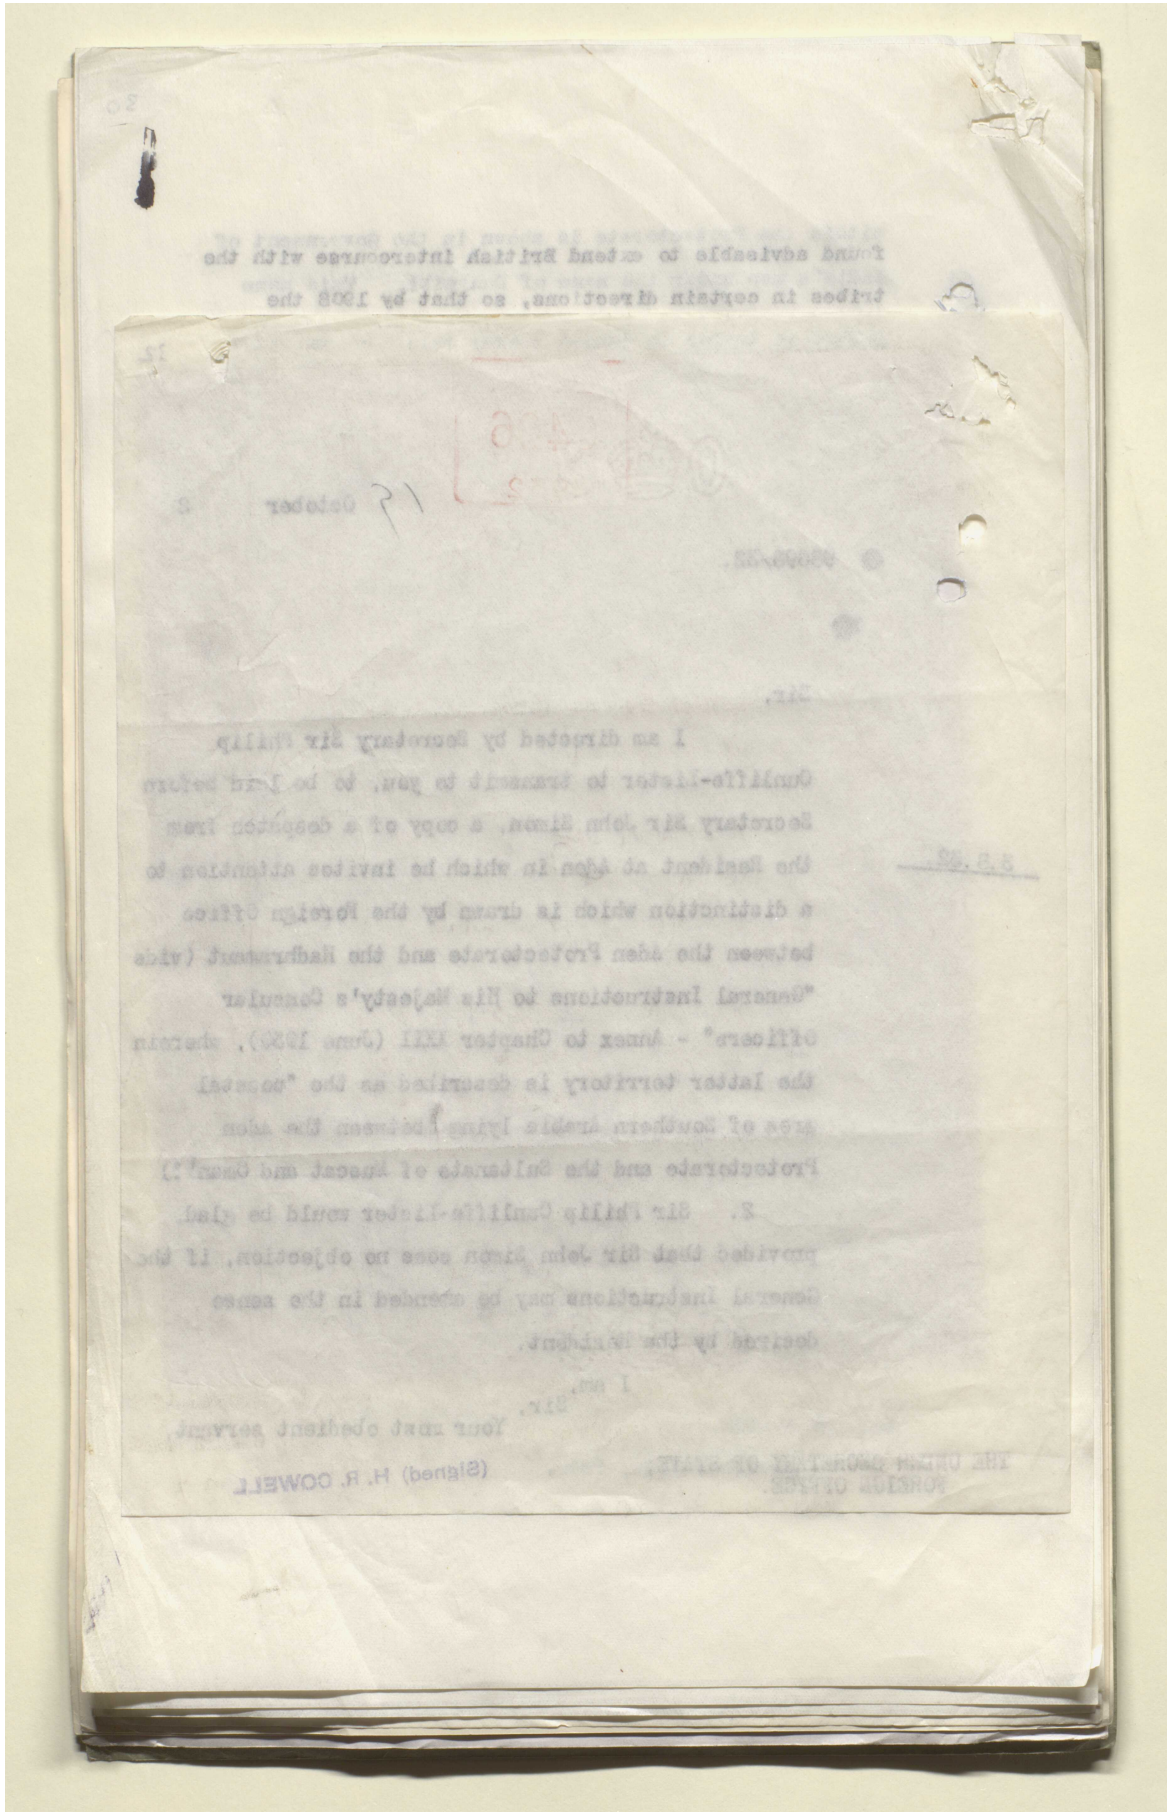 30
found adviseable to extend British intercourse with the
tribes in certain directions, so that by 1908 the
12
19 October 2
/32.
Sir,
I am directed by Secretary Sir Philip
Cunliffe-Lister to transmit to you, to be laid before
Secretary Sir John Simon, a copy of a despatch from
3.8.32.
the Resident at Aden in which he invites attention to
a distinction which is drawn by the Foreign Office
between the Aden Protectorate and the Hadhramaut (vide
"General Instructions to His Majesty's Consular
Officers" - Annex to Chapter XXII (June 1930), wherein
the latter territory is described as the "coastal
area of Southern Arabia lying between the Aden
Protectorate and the Sultanate of Muscat and Oman".)
2. Sir Philip Cunliffe-Lister would be glad,
provided that Sir John Simon sees no objection, if the
General Instructions may be amended in the sense
desired by the Resident.
I am,
Sir,
Your most obedient servant,
(Signed) H. R. COWELL
THE UNDER SECRETARY OF STATE,
FOREIGN OFFICE.